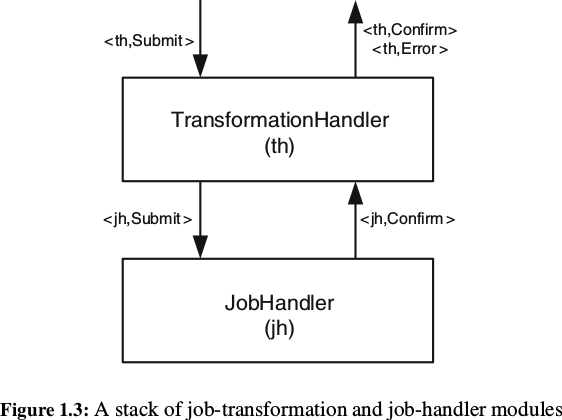 <th,Submit>
<th,Confirm>
<th,Error>
TransformationHandler
(th)
<jh,Submit>
<jh,Confirm>
JobHandler
(jh)
Figure 1.3: A stack of job-transformation and job-handler modules